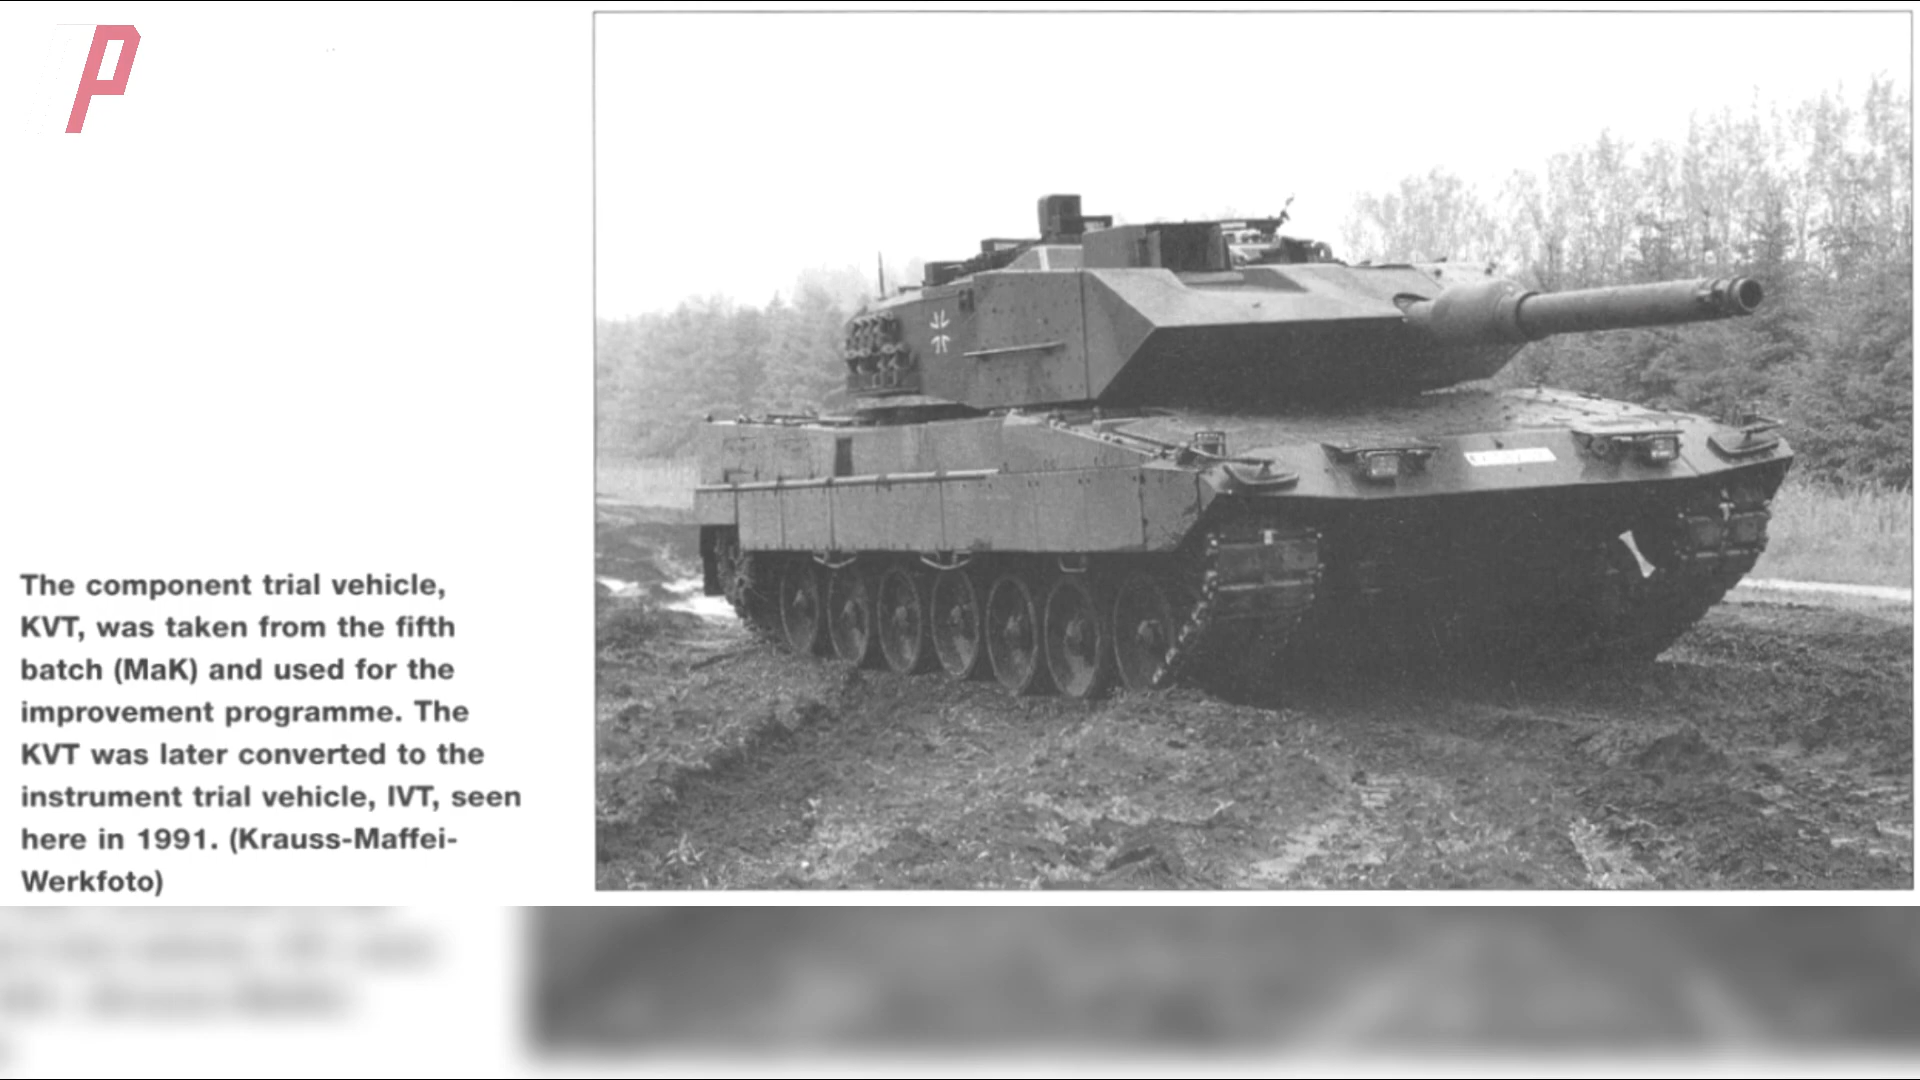 P
The component trial vehicle,
KVT, was taken from the fifth
batch (MaK) and used for the
improvement programme. The
KVT was later converted to the
instrument trial vehicle, IVT, seen
here in 1991. (Krauss-Maffei-
Werkfoto)